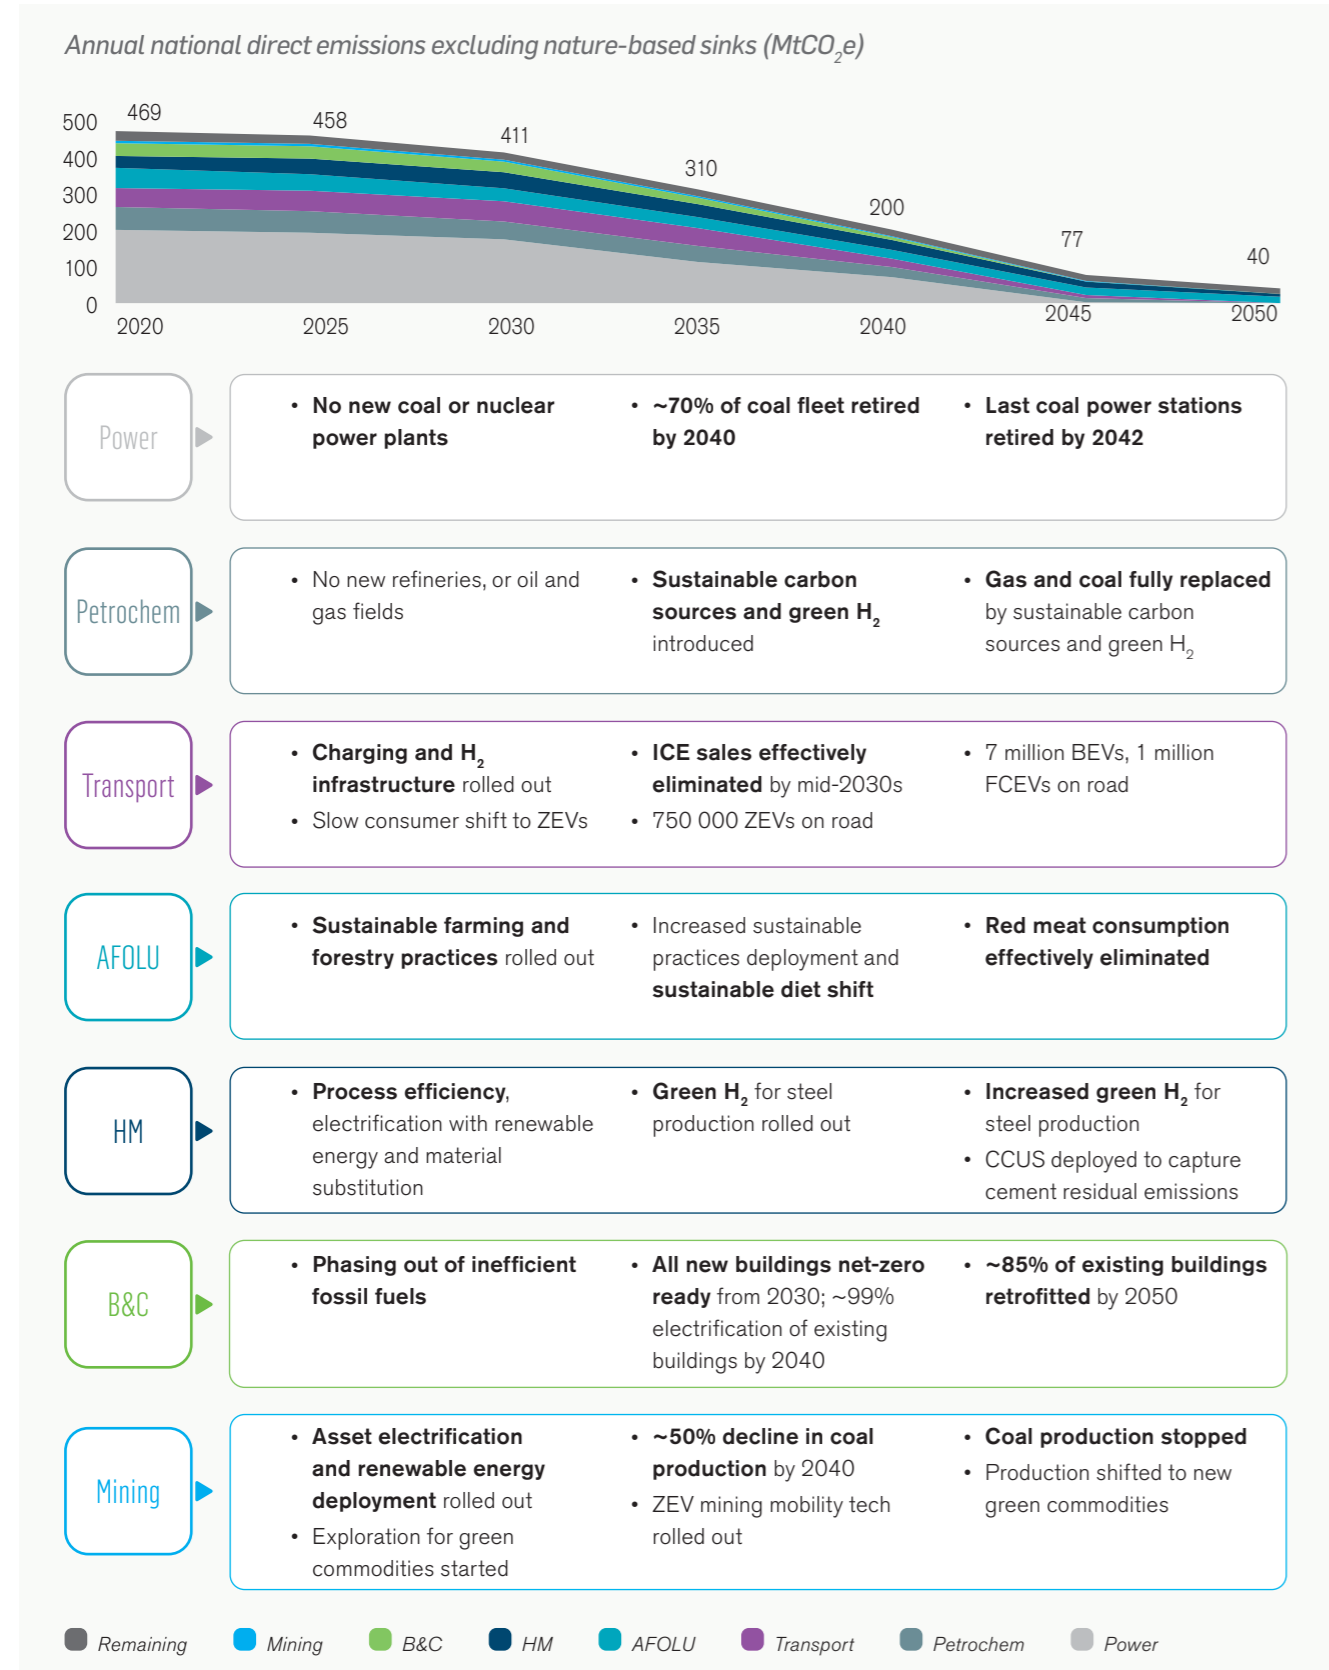 Annual national direct emissions excluding nature-based sinks (MtCO₂e)
500
400
300
200
100
0
469
458
411
310
200
77
40
2020
2025
2030
2035
2040
2045
2050
Power
• No new coal or nuclear
power plants
• ~70% of coal fleet retired
by 2040
• Last coal power stations
retired by 2042
Petrochem
• No new refineries, or oil and
gas fields
• Sustainable carbon
sources and green H₂
introduced
• Gas and coal fully replaced
by sustainable carbon
sources and green H₂
Transport
• Charging and H₂
infrastructure rolled out
• Slow consumer shift to ZEVs
• ICE sales effectively
eliminated by mid-2030s
• 750 000 ZEVs on road
• 7 million BEVs, 1 million
FCEVs on road
AFOLU
• Sustainable farming and
forestry practices rolled out
• Increased sustainable
practices deployment and
sustainable diet shift
• Red meat consumption
effectively eliminated
HM
• Process efficiency,
electrification with renewable
energy and material
substitution
• Green H₂ for steel
production rolled out
• Increased green H₂ for
steel production
• CCUS deployed to capture
cement residual emissions
B&C
• Phasing out of inefficient
fossil fuels
• All new buildings net-zero
ready from 2030; ~99%
electrification of existing
buildings by 2040
• ~85% of existing buildings
retrofitted by 2050
Mining
• Asset electrification
and renewable energy
deployment rolled out
• Exploration for green
commodities started
• ~50% decline in coal
production by 2040
• ZEV mining mobility tech
rolled out
• Coal production stopped
• Production shifted to new
green commodities
Remaining
Mining
B&C
HM
AFOLU
Transport
Petrochem
Power